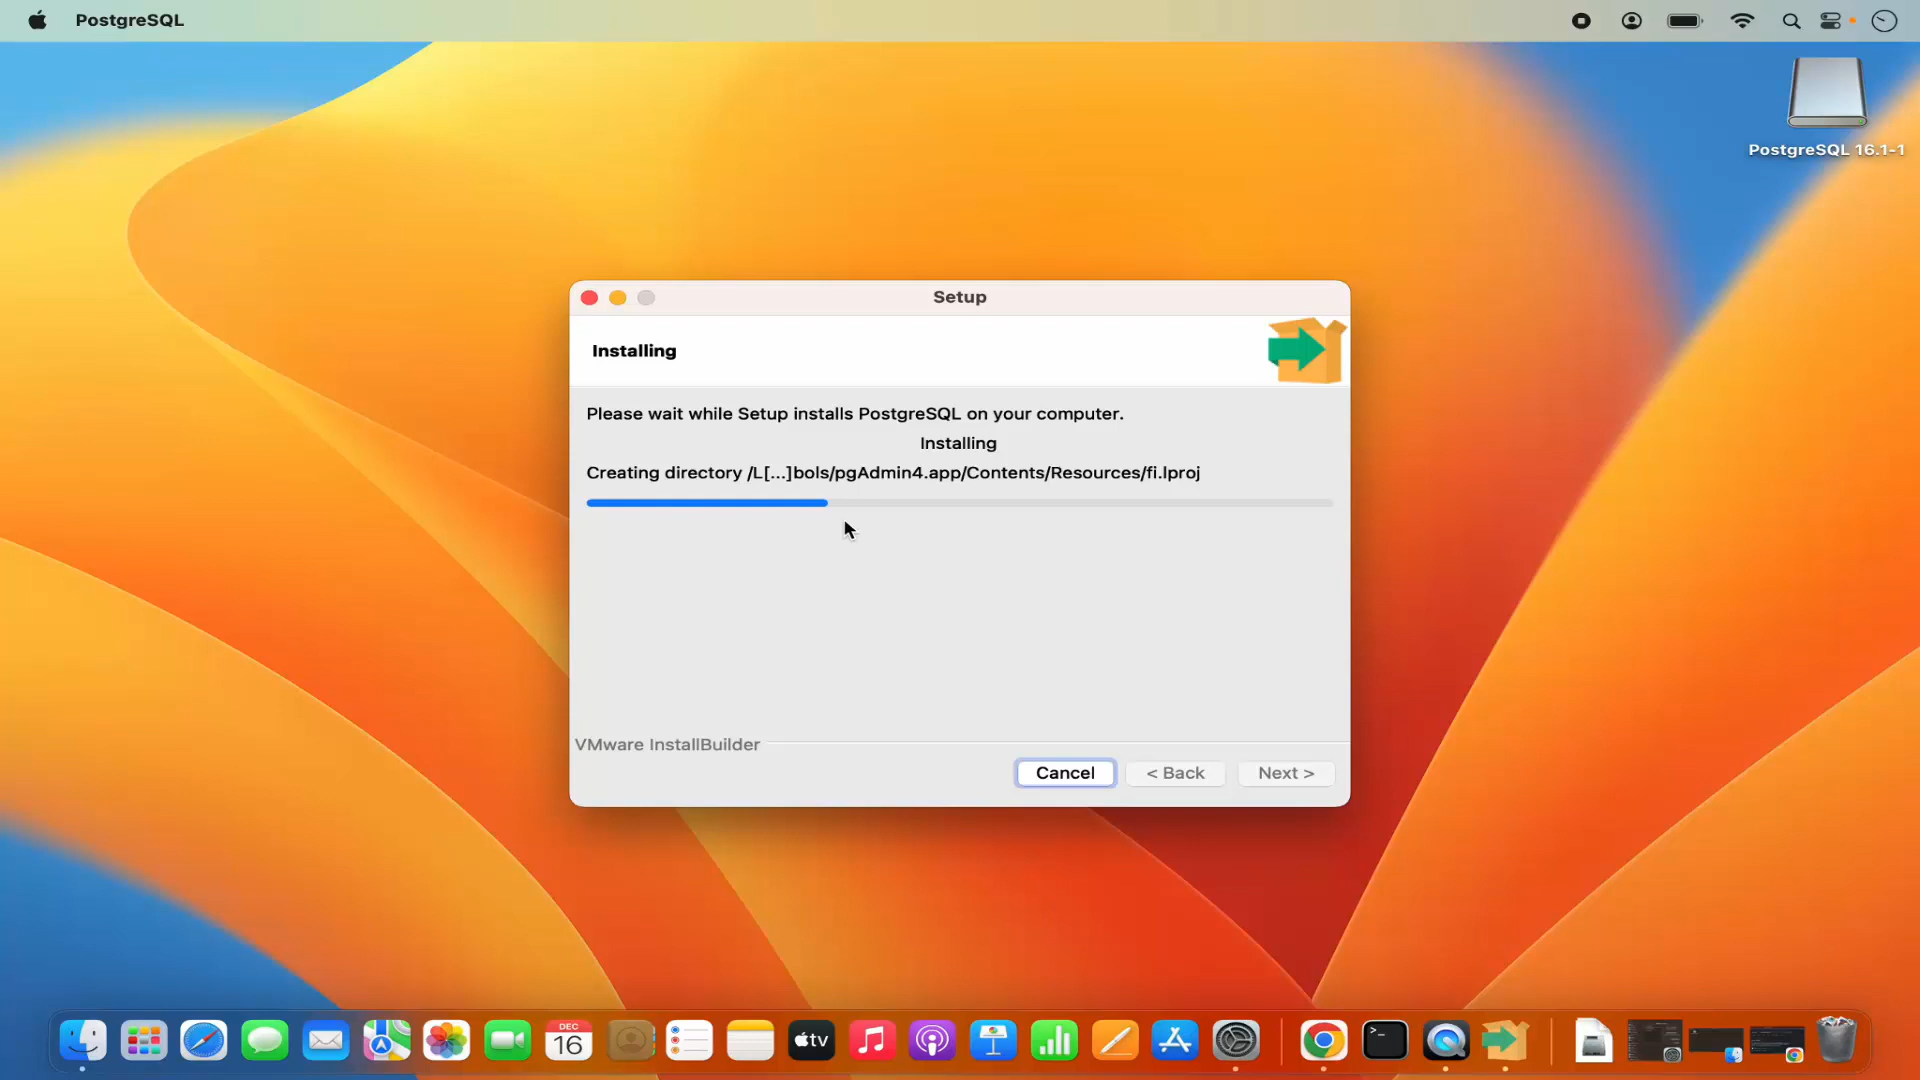 PostgreSQL
PostgreSQL 16.1-1
Setup
Installing
Please wait while Setup installs PostgreSQL on your computer.
Installing
Creating directory /L[...]bols/pgAdmin4.app/Contents/Resources/fi.lproj
VMware InstallBuilder
Cancel
< Back
Next >
DEC
16
tv
>_